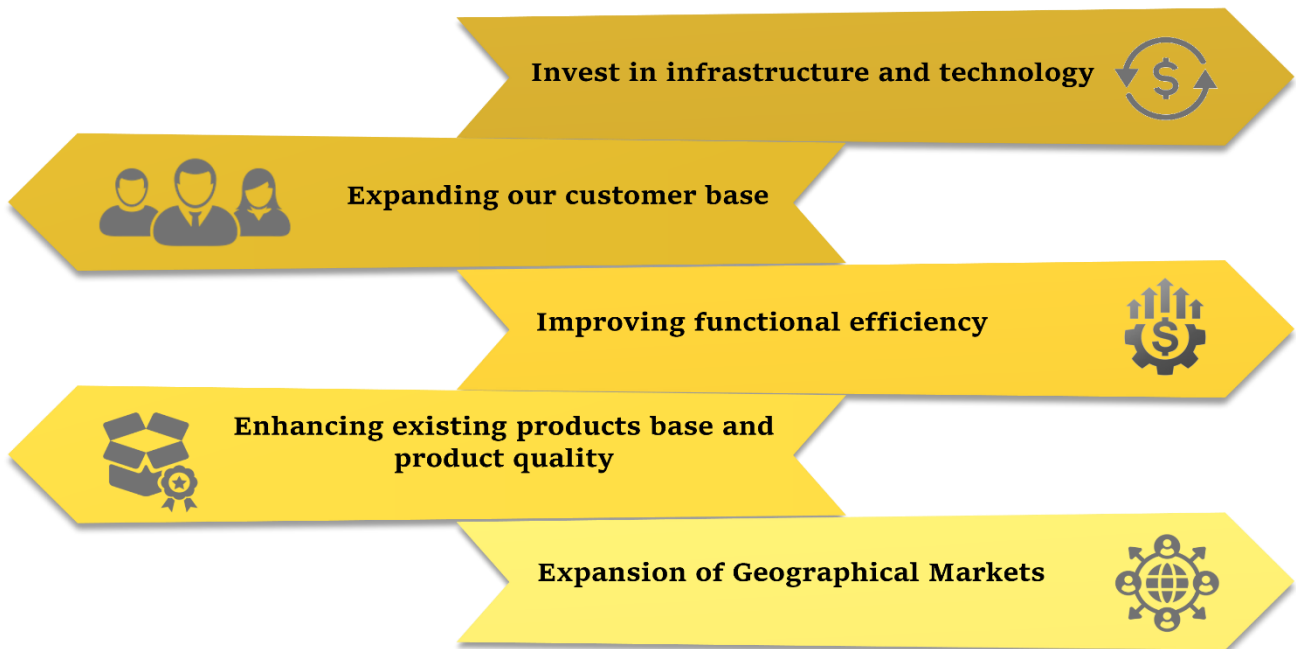 Invest in infrastructure and technology
Expanding our customer base
Improving functional efficiency
Enhancing existing products base and
product quality
Expansion of Geographical Markets